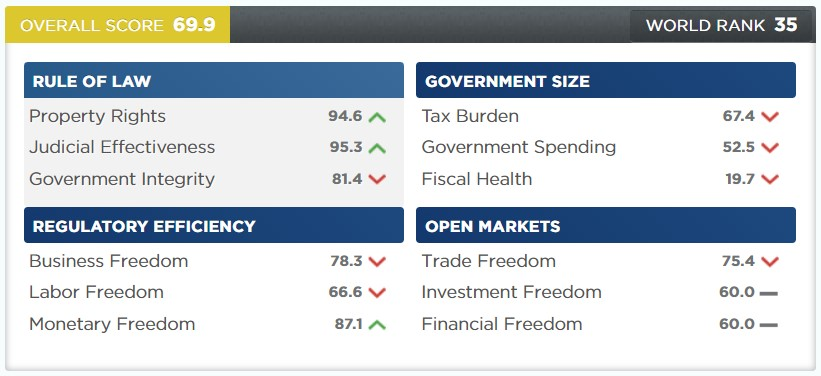 OVERALL SCORE 69.9
WORLD RANK 35
RULE OF LAW
Property Rights 94.6
Judicial Effectiveness 95.3
Government Integrity 81.4
GOVERNMENT SIZE
Tax Burden 67.4
Government Spending 52.5
Fiscal Health 19.7
REGULATORY EFFICIENCY
Business Freedom 78.3
Labor Freedom 66.6
Monetary Freedom 87.1
OPEN MARKETS
Trade Freedom 75.4
Investment Freedom 60.0
Financial Freedom 60.0